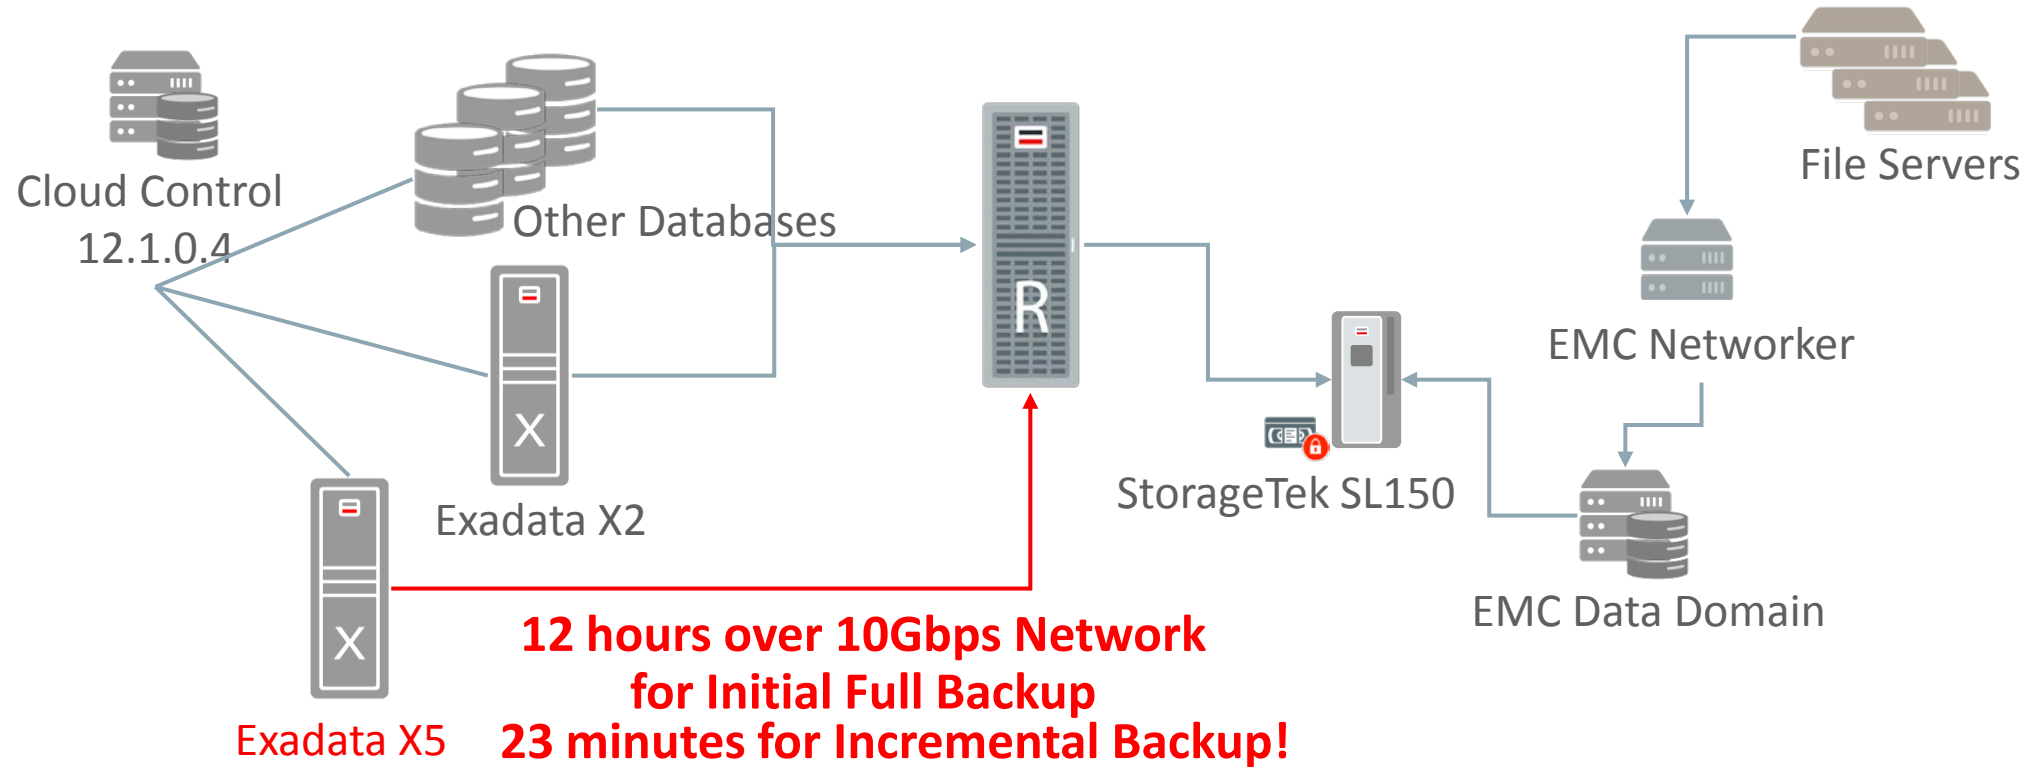 Cloud Control
12.1.0.4
Other Databases
X
Exadata X2
X
Exadata X5
R
12 hours over 10Gbps Network
for Initial Full Backup
23 minutes for Incremental Backup!
StorageTek SL150
File Servers
EMC Networker
EMC Data Domain